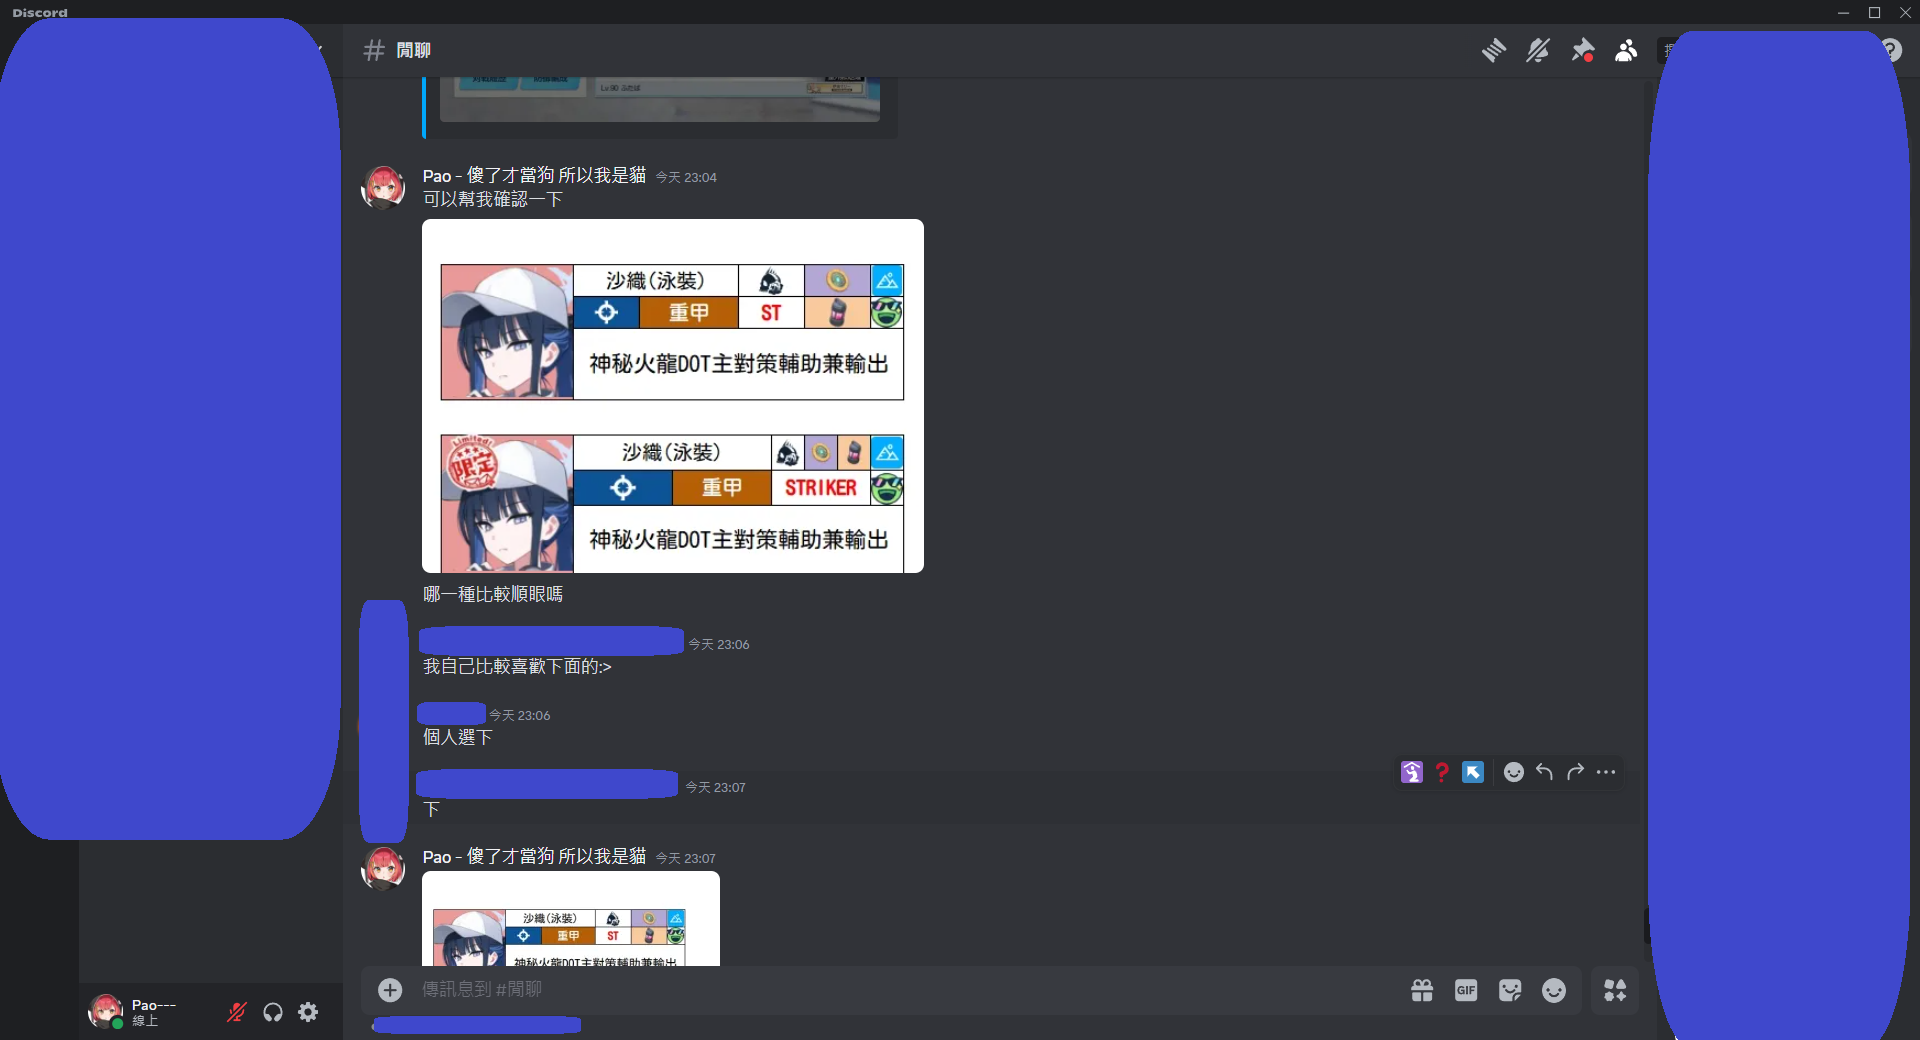 Discord
閒聊
Lv.90 ふたば
Pao - 傻了才當狗 所以我是貓 今天 23:04
可以幫我確認一下
沙織(泳裝)
重甲 ST
神秘火龍DOT主對策輔助兼輸出
Limited!
限定
沙織(泳裝)
重甲 STRIKER
神秘火龍DOT主對策輔助兼輸出
哪一種比較順眼嗎
今天 23:06
我自己比較喜歡下面的:>
今天 23:06
個人選下
今天 23:07
下
Pao - 傻了才當狗 所以我是貓 今天 23:07
沙織(泳裝)
重甲 ST
神秘火龍DOT主對策輔助兼輸出
傳訊息到 #閒聊
GIF
Pao---
線上